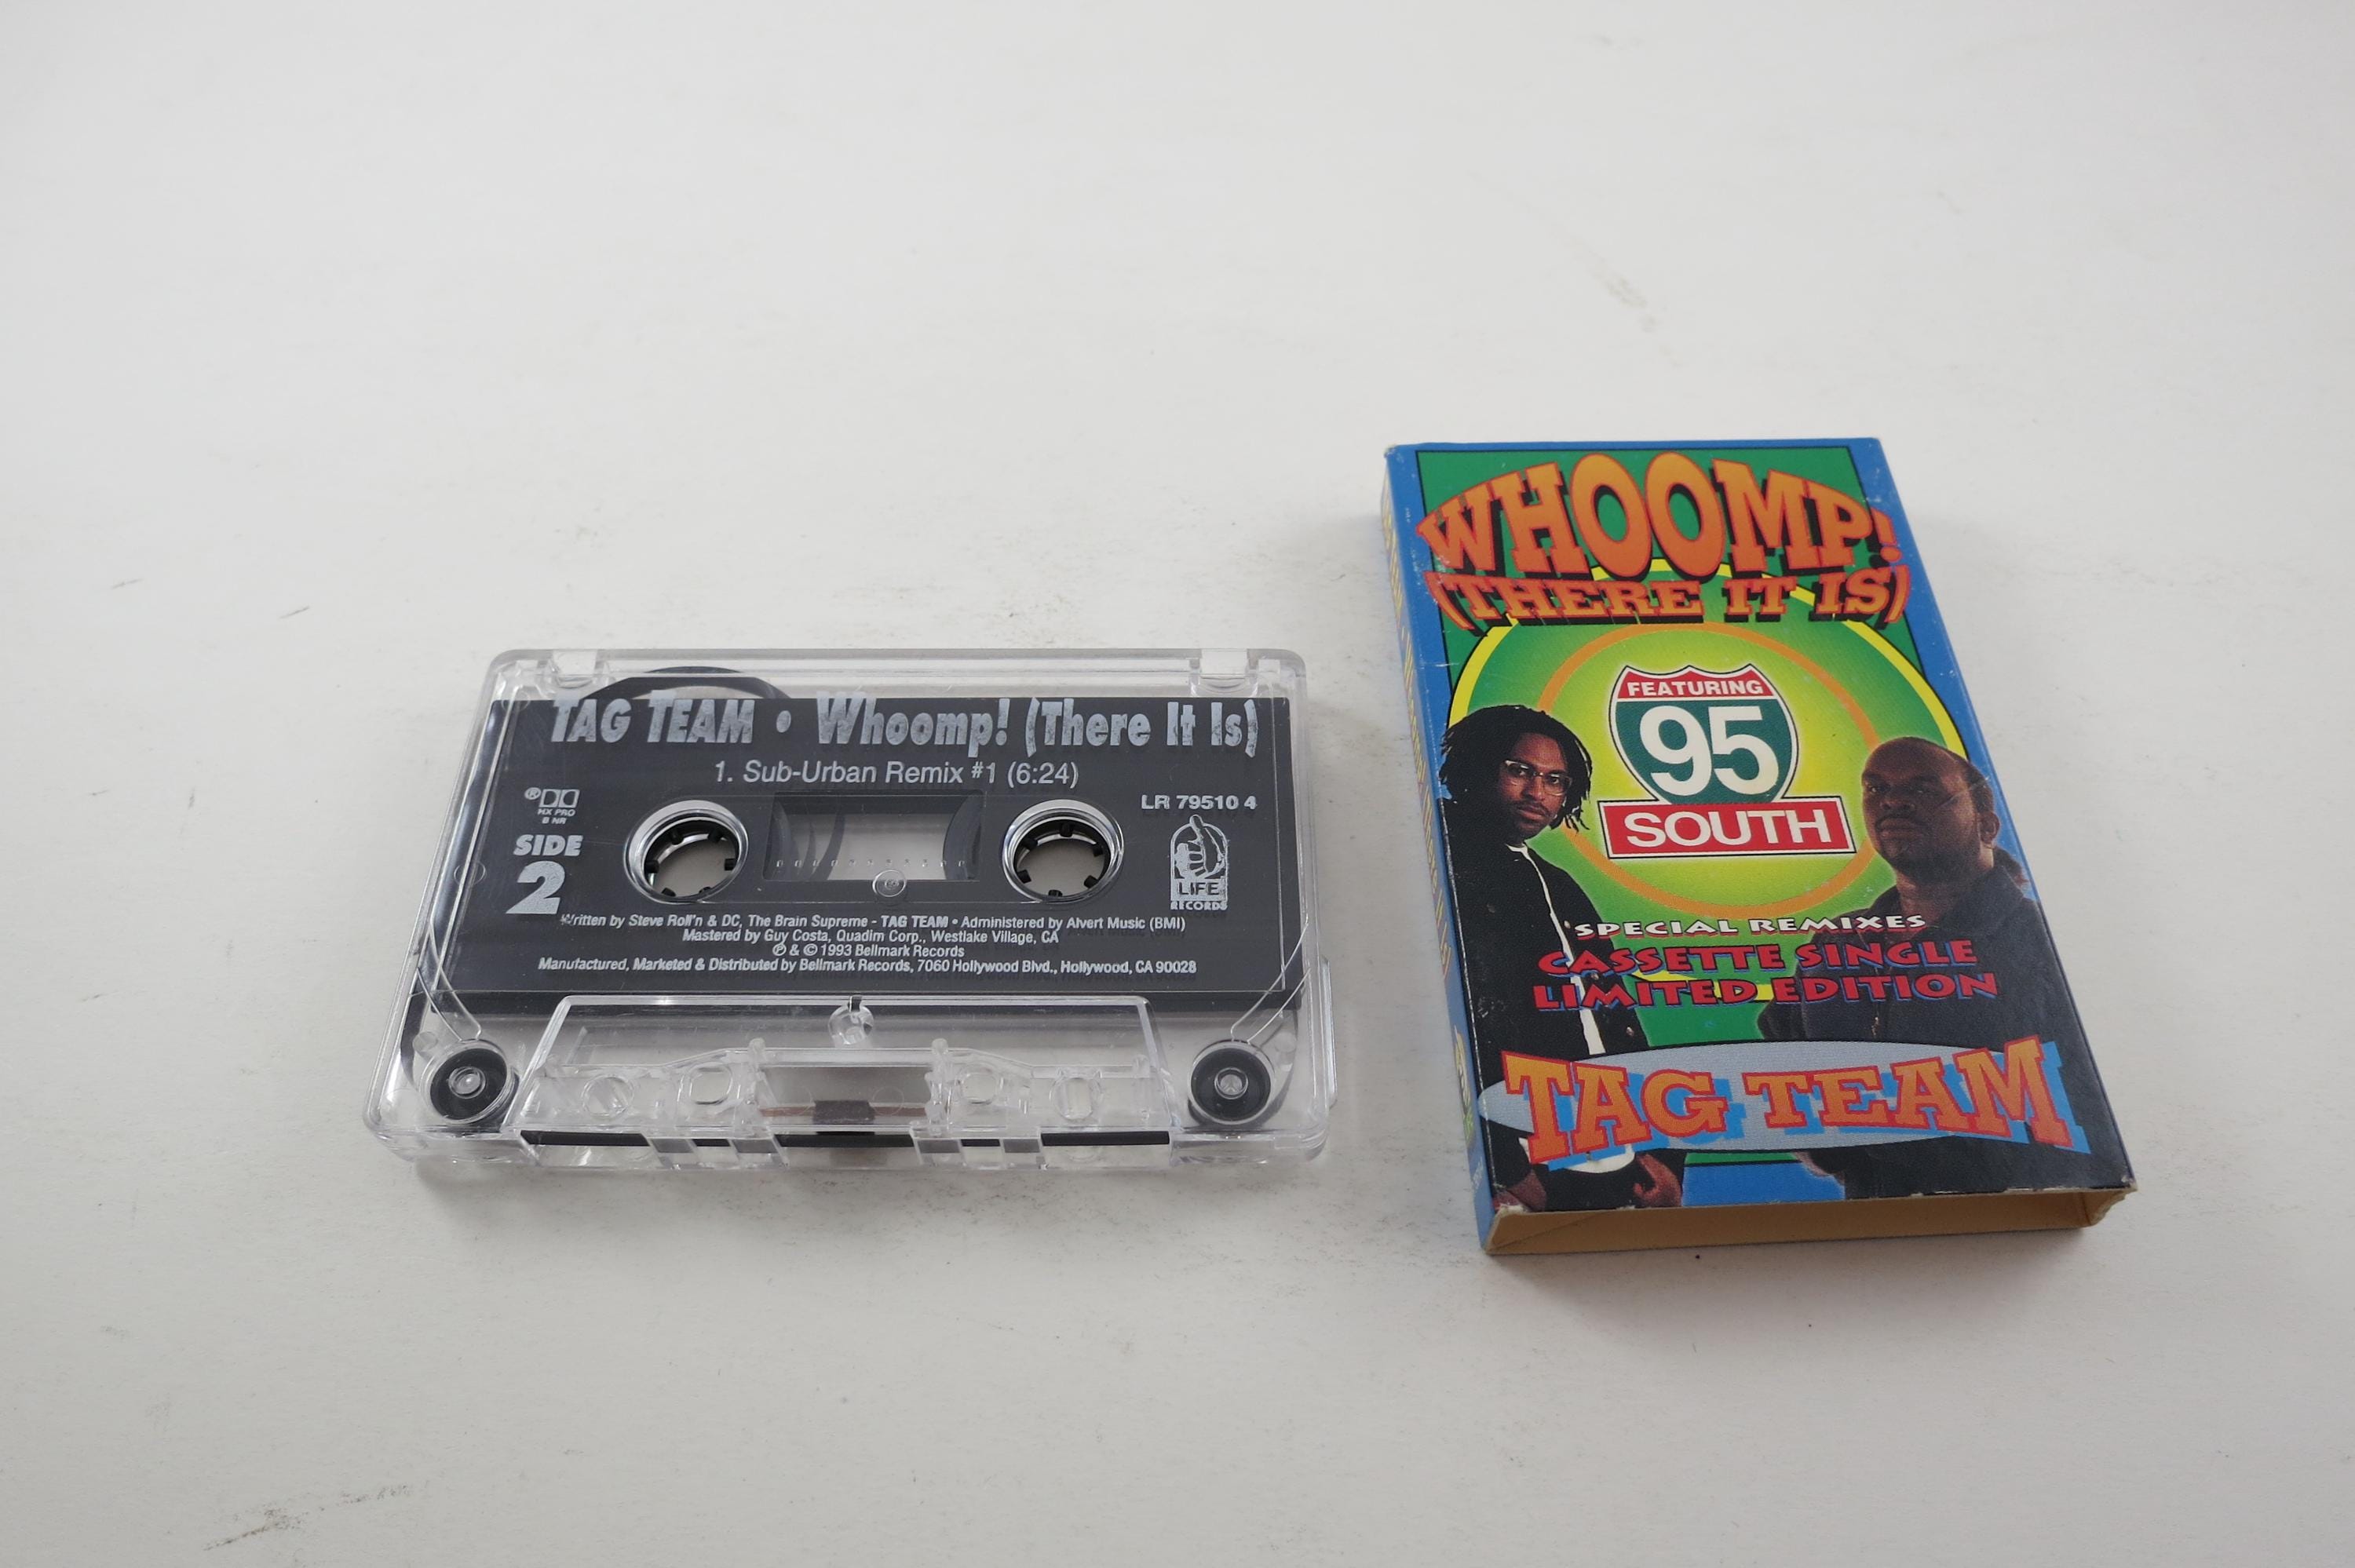 TAG TEAM • Whoomp! (There It Is)
1. Sub-Urban Remix #1 (6:24)
®
HX PRO
B NR
LR 79510 4
SIDE
2
LIFE
RECORDS
Written by Steve Roll'n & DC, The Brain Supreme - TAG TEAM • Administered by Alvert Music (BMI)
Mastered by Guy Costa, Quadim Corp., Westlake Village, CA
℗ & © 1993 Bellmark Records
Manufactured, Marketed & Distributed by Bellmark Records, 7060 Hollywood Blvd., Hollywood, CA 90028
WHOOMP!
(THERE IT IS)
FEATURING
95
SOUTH
SPECIAL REMIXES
CASSETTE SINGLE
LIMITED EDITION
TAG TEAM